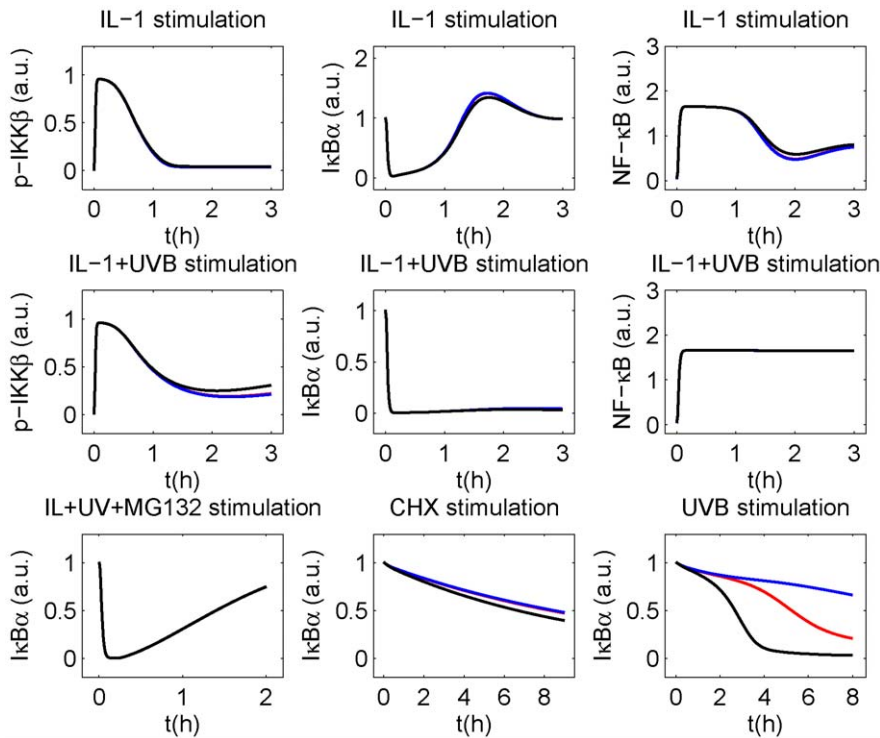 IL−1 stimulation
p−IKKβ (a.u.)
1
0.5
0
0 1 2 3
t(h)
IL−1 stimulation
IκBα (a.u.)
2
1
0
0 1 2 3
t(h)
IL−1 stimulation
NF−κB (a.u.)
3
2
1
0
0 1 2 3
t(h)
IL−1+UVB stimulation
p−IKKβ (a.u.)
1
0.5
0
0 1 2 3
t(h)
IL−1+UVB stimulation
IκBα (a.u.)
1
0.5
0
0 1 2 3
t(h)
IL−1+UVB stimulation
NF−κB (a.u.)
3
2
1
0
0 1 2 3
t(h)
IL+UV+MG132 stimulation
IκBα (a.u.)
1
0.5
0
0 1 2
t(h)
CHX stimulation
IκBα (a.u.)
1
0.5
0
0 2 4 6 8
t(h)
UVB stimulation
IκBα (a.u.)
1
0.5
0
0 2 4 6 8
t(h)